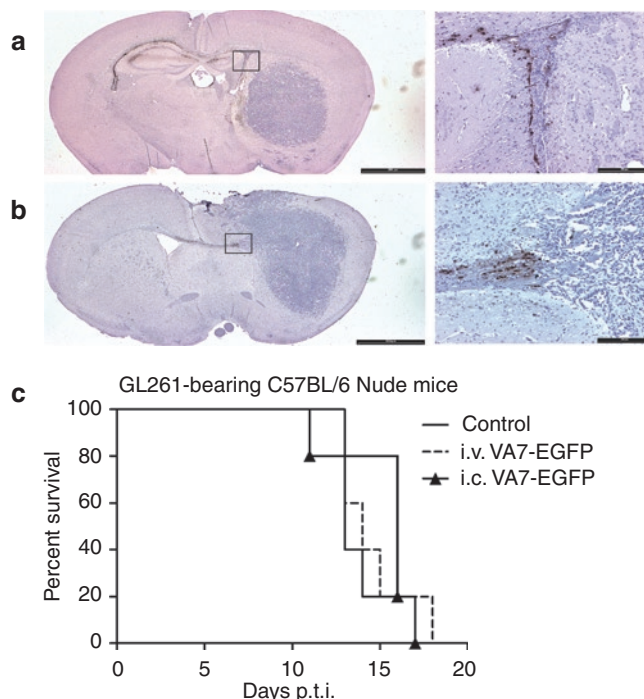 a
b
c
GL261-bearing C57BL/6 Nude mice
Percent survival
100
80
60
40
20
0
0 5 10 15 20
Days p.t.i.
Control
i.v. VA7-EGFP
i.c. VA7-EGFP